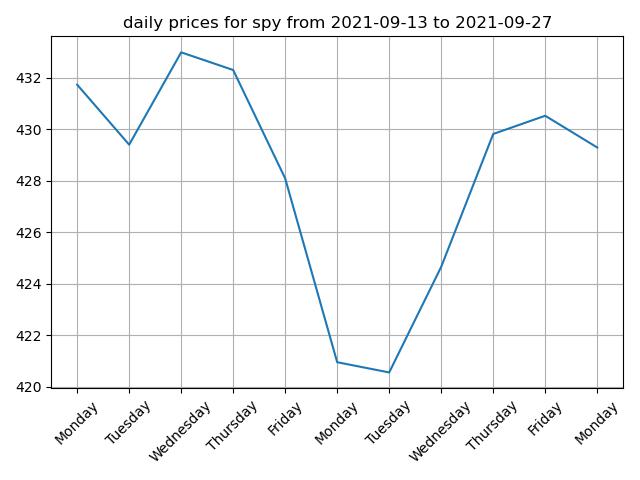 daily prices for spy from 2021-09-13 to 2021-09-27
432
430
428
426
424
422
420
Monday
Tuesday
Wednesday
Thursday
Friday
Monday
Tuesday
Wednesday
Thursday
Friday
Monday